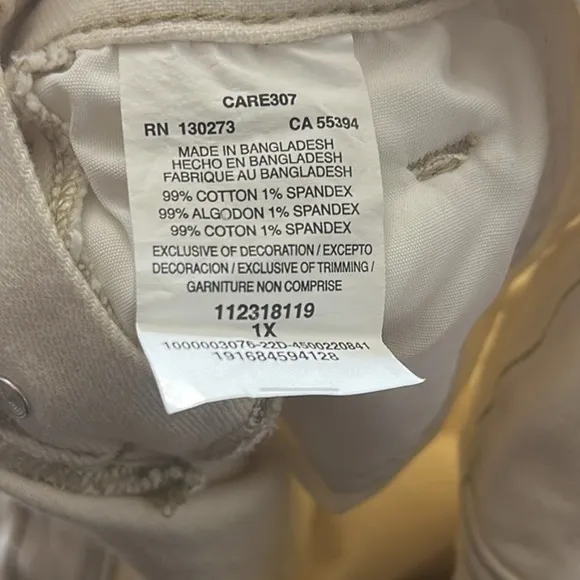 CARE307
RN 130273 CA 55394
MADE IN BANGLADESH
HECHO EN BANGLADESH
FABRIQUE AU BANGLADESH
99% COTTON 1% SPANDEX
99% ALGODON 1% SPANDEX
99% COTON 1% SPANDEX
EXCLUSIVE OF DECORATION / EXCEPTO
DECORACION / EXCLUSIVE OF TRIMMING /
GARNITURE NON COMPRISE
112318119
1X
1000003076-22D-4500220841
191684594128